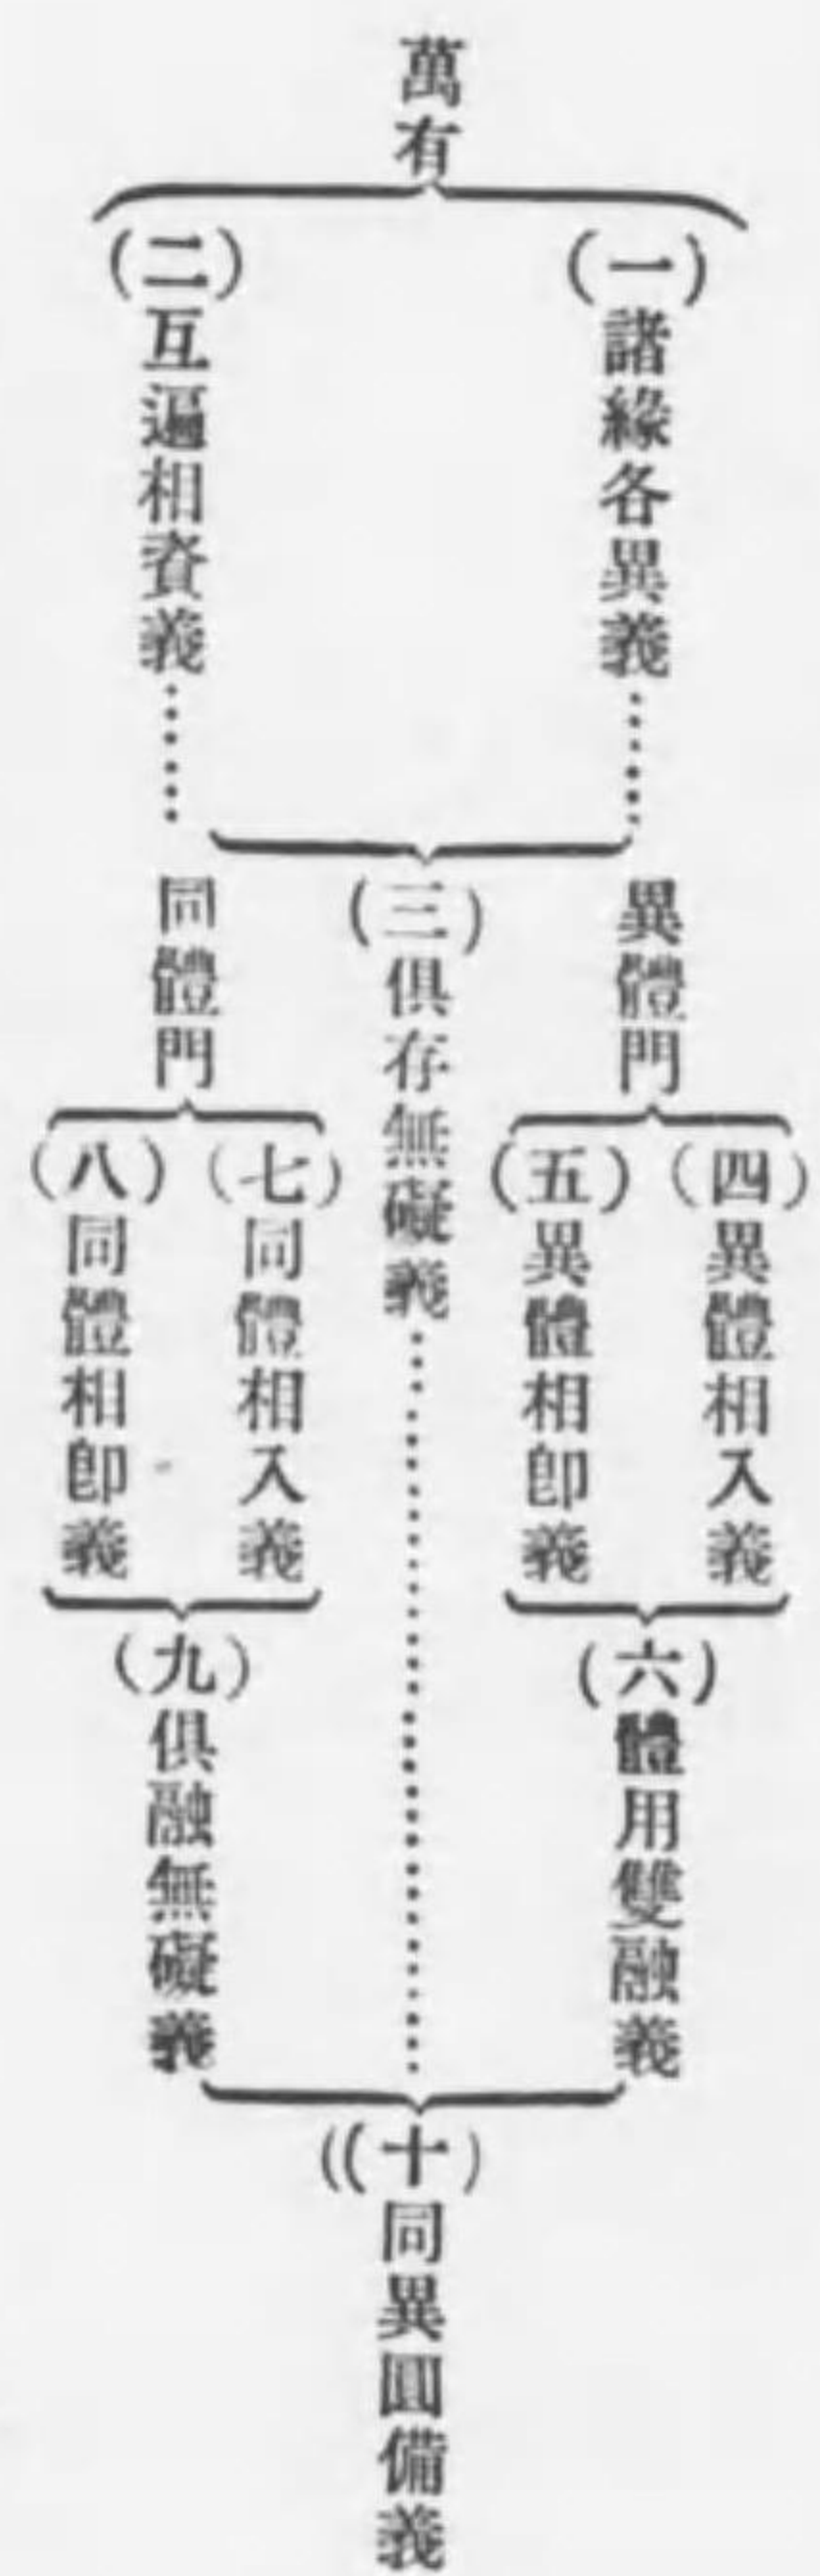 萬有
(一)諸緣各異義……
(二)互遍相資義……
異體門
(三)俱存無礙義……………………
同體門
(四)異體相入義
(五)異體相卽義
(七)同體相入義
(八)同體相卽義
(六)體用雙融義
(九)俱融無礙義
((十)同異圓備義